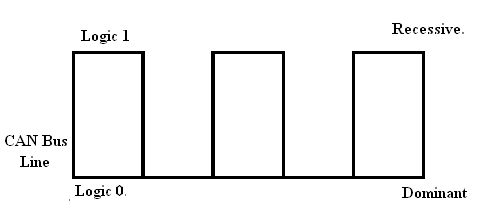 Logic 1
Recessive.
CAN Bus
Line
Logic 0.
Dominant